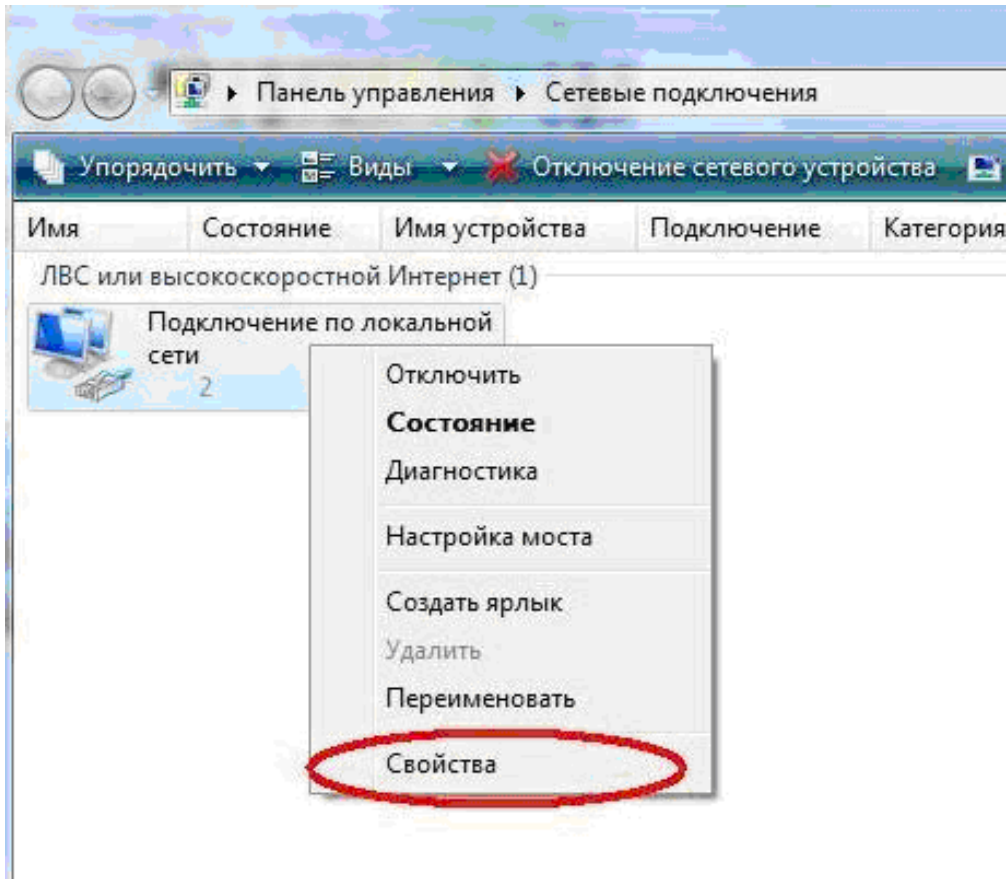 Панель управления ▸ Сетевые подключения
Упорядочить Виды Отключение сетевого устройства
Имя Состояние Имя устройства Подключение Категория
ЛВС или высокоскоростной Интернет (1)
Подключение по локальной
сети
2
Отключить
Состояние
Диагностика
Настройка моста
Создать ярлык
Удалить
Переименовать
Свойства